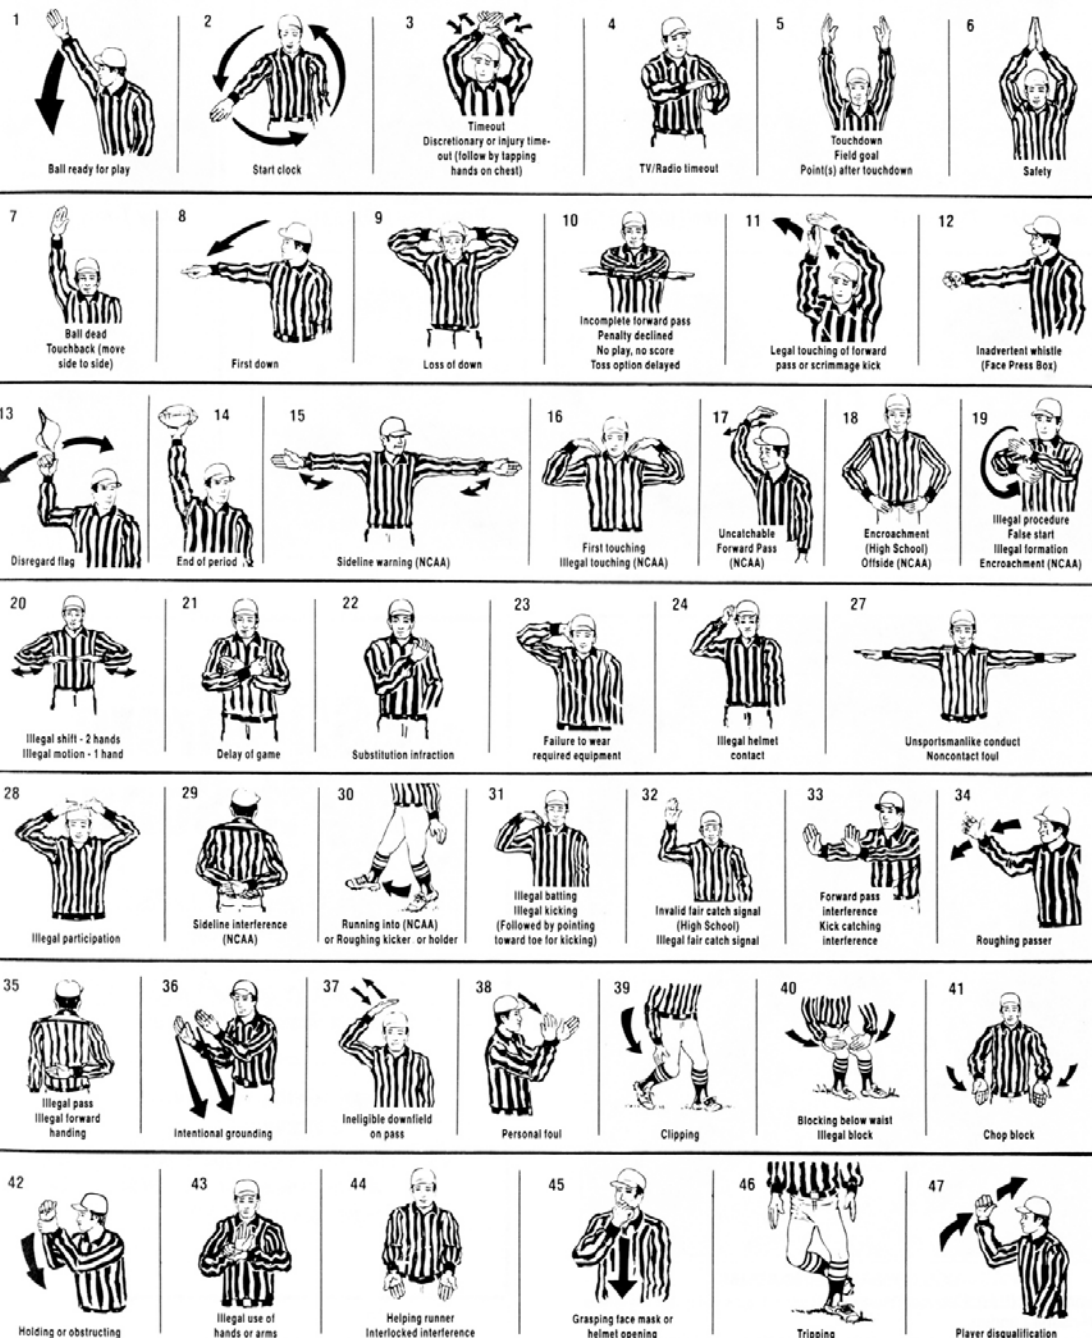 1
Ball ready for play
2
Start clock
3
Timeout
Discretionary or injury time-
out (follow by tapping
hands on chest)
4
TV/Radio timeout
5
Touchdown
Field goal
Point(s) after touchdown
6
Safety
7
Ball dead
Touchback (move
side to side)
8
First down
9
Loss of down
10
Incomplete forward pass
Penalty declined
No play, no score
Toss option delayed
11
Legal touching of forward
pass or scrimmage kick
12
Inadvertent whistle
(Face Press Box)
13
Disregard flag
14
End of period
15
Sideline warning (NCAA)
16
First touching
Illegal touching (NCAA)
17
Uncatchable
Forward Pass
(NCAA)
18
Encroachment
(High School)
Offside (NCAA)
19
Illegal procedure
False start
Illegal formation
Encroachment (NCAA)
20
Illegal shift - 2 hands
Illegal motion - 1 hand
21
Delay of game
22
Substitution infraction
23
Failure to wear
required equipment
24
Illegal helmet
contact
27
Unsportsmanlike conduct
Noncontact foul
28
Illegal participation
29
Sideline interference
(NCAA)
30
Running into (NCAA)
or Roughing kicker or holder
31
Illegal batting
Illegal kicking
(Followed by pointing
toward toe for kicking)
32
Invalid fair catch signal
(High School)
Illegal fair catch signal
33
Forward pass
interference
Kick catching
interference
34
Roughing passer
35
Illegal pass
Illegal forward
handing
36
Intentional grounding
37
Ineligible downfield
on pass
38
Personal foul
39
Clipping
40
Blocking below waist
Illegal block
41
Chop block
42
Holding or obstructing
43
Illegal use of
hands or arms
44
Helping runner
Interlocked interference
45
Grasping face mask or
helmet opening
46
Tripping
47
Player disqualification